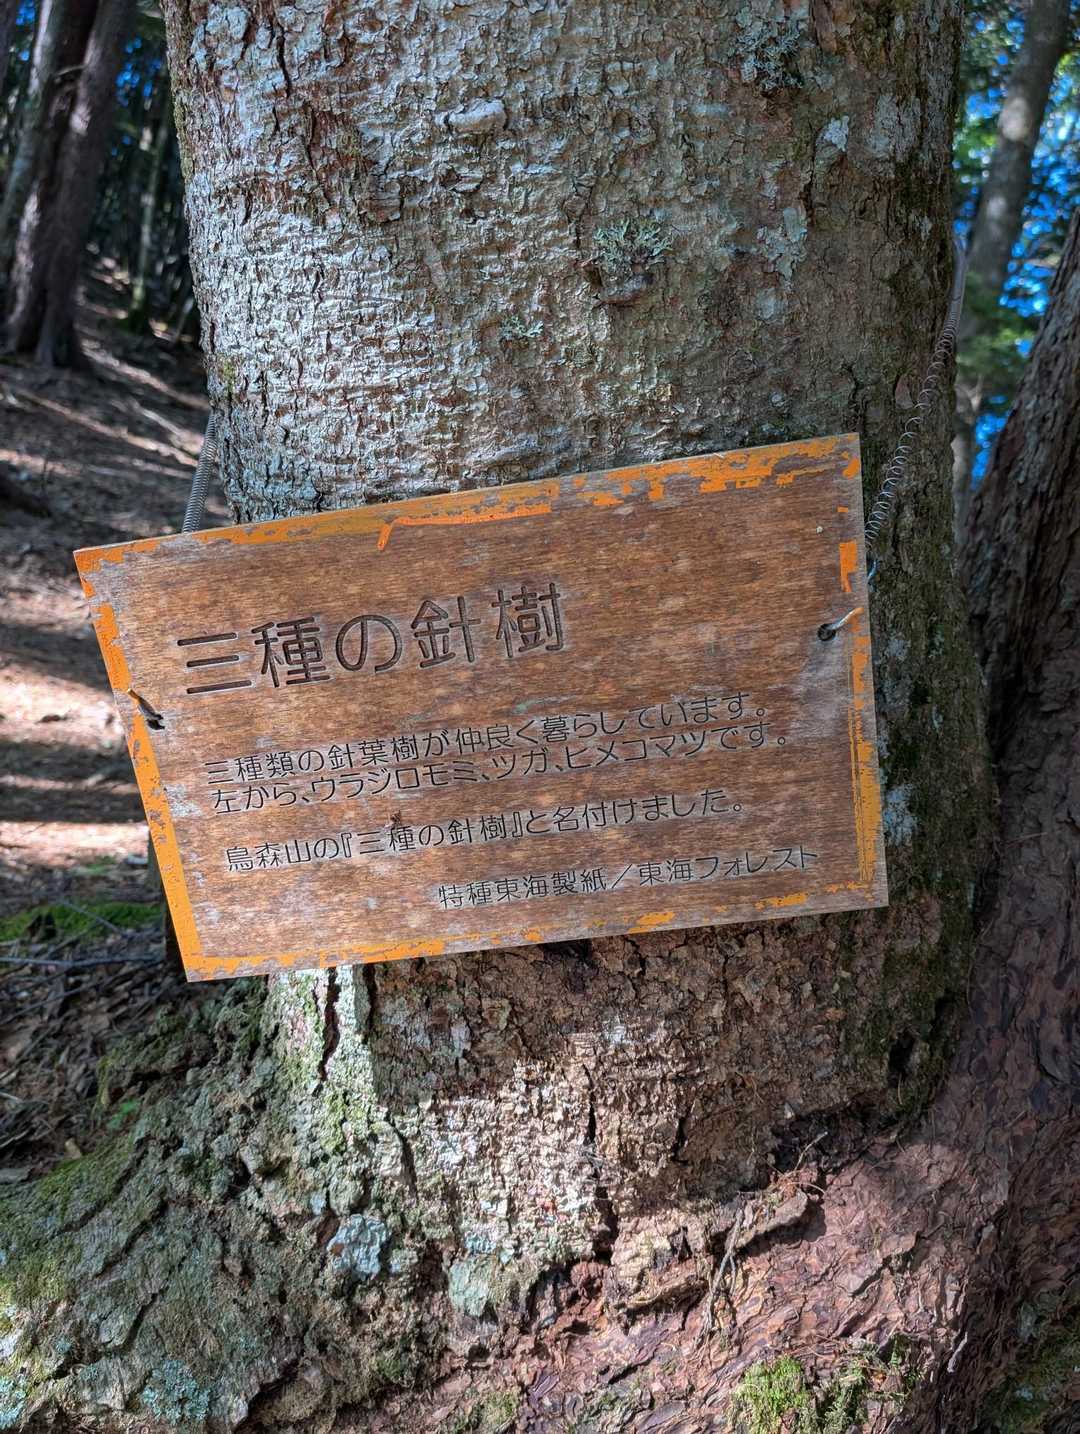 三種の針樹
三種類の針葉樹が仲良く暮らしています。
左から、ウラジロモミ、ツガ、ヒメコマツです。
鳥森山の『三種の針樹』と名付けました。
特種東海製紙／東海フォレスト